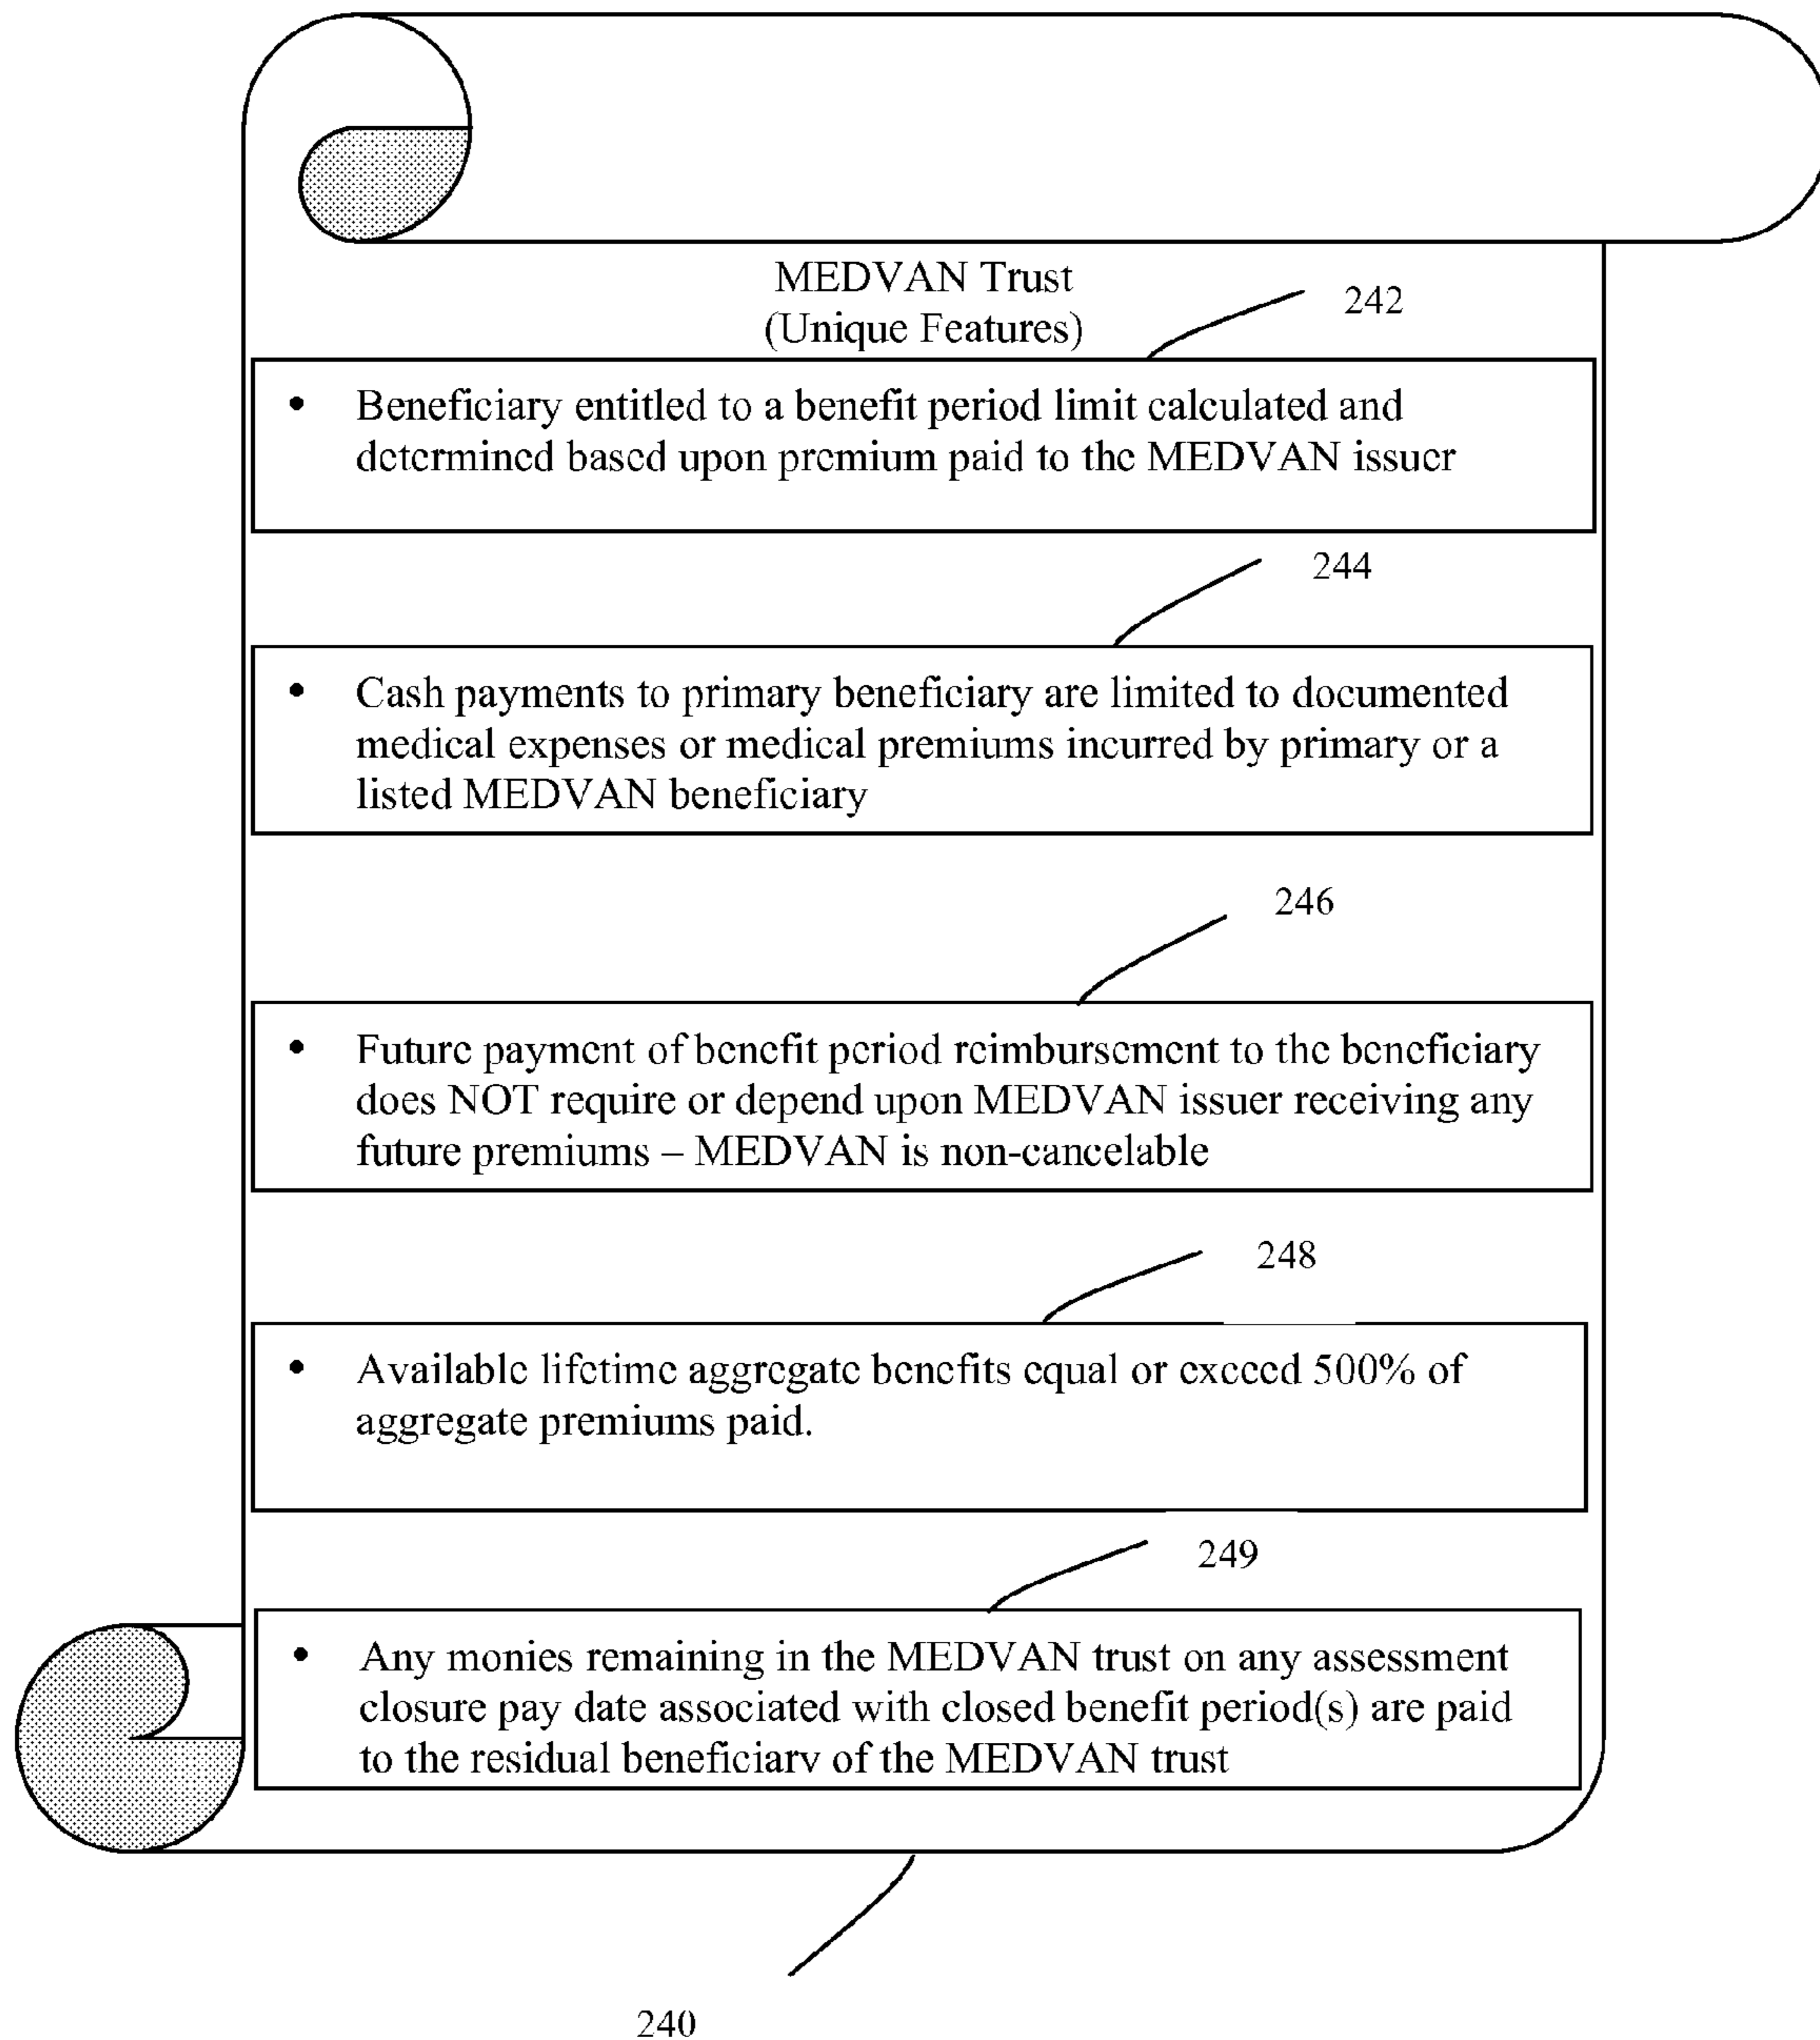 MEDVAN Trust
(Unique Features)
242
• Beneficiary entitled to a benefit period limit calculated and
determined based upon premium paid to the MEDVAN issuer
244
• Cash payments to primary beneficiary are limited to documented
medical expenses or medical premiums incurred by primary or a
listed MEDVAN beneficiary
246
• Future payment of benefit period reimbursement to the beneficiary
does NOT require or depend upon MEDVAN issuer receiving any
future premiums – MEDVAN is non-cancelable
248
• Available lifetime aggregate benefits equal or exceed 500% of
aggregate premiums paid.
249
• Any monies remaining in the MEDVAN trust on any assessment
closure pay date associated with closed benefit period(s) are paid
to the residual beneficiary of the MEDVAN trust
240